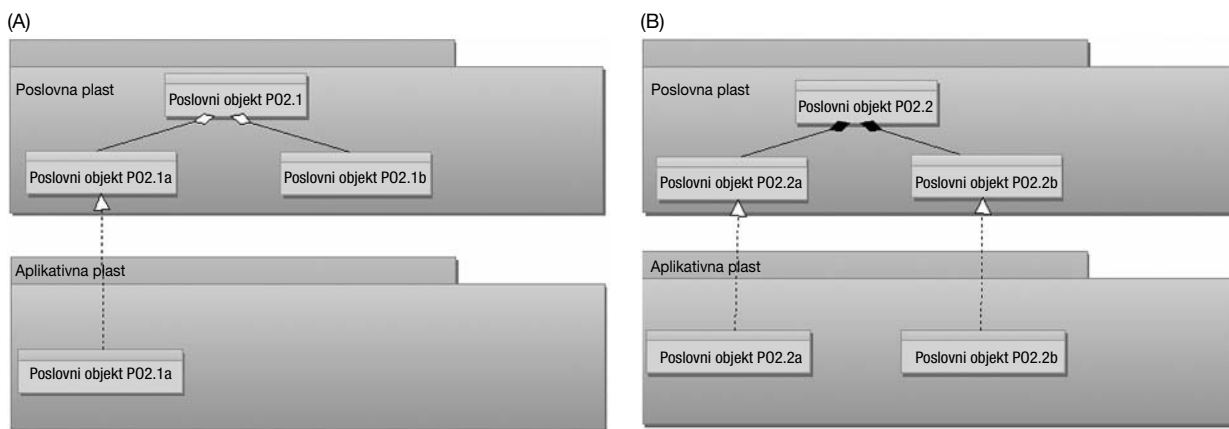 (A)
Poslovna plast
Poslovni objekt PO2.1
Poslovni objekt PO2.1a
Poslovni objekt PO2.1b
Aplikativna plast
Poslovni objekt PO2.1a
(B)
Poslovna plast
Poslovni objekt PO2.2
Poslovni objekt PO2.2a
Poslovni objekt PO2.2b
Aplikativna plast
Poslovni objekt PO2.2a
Poslovni objekt PO2.2b